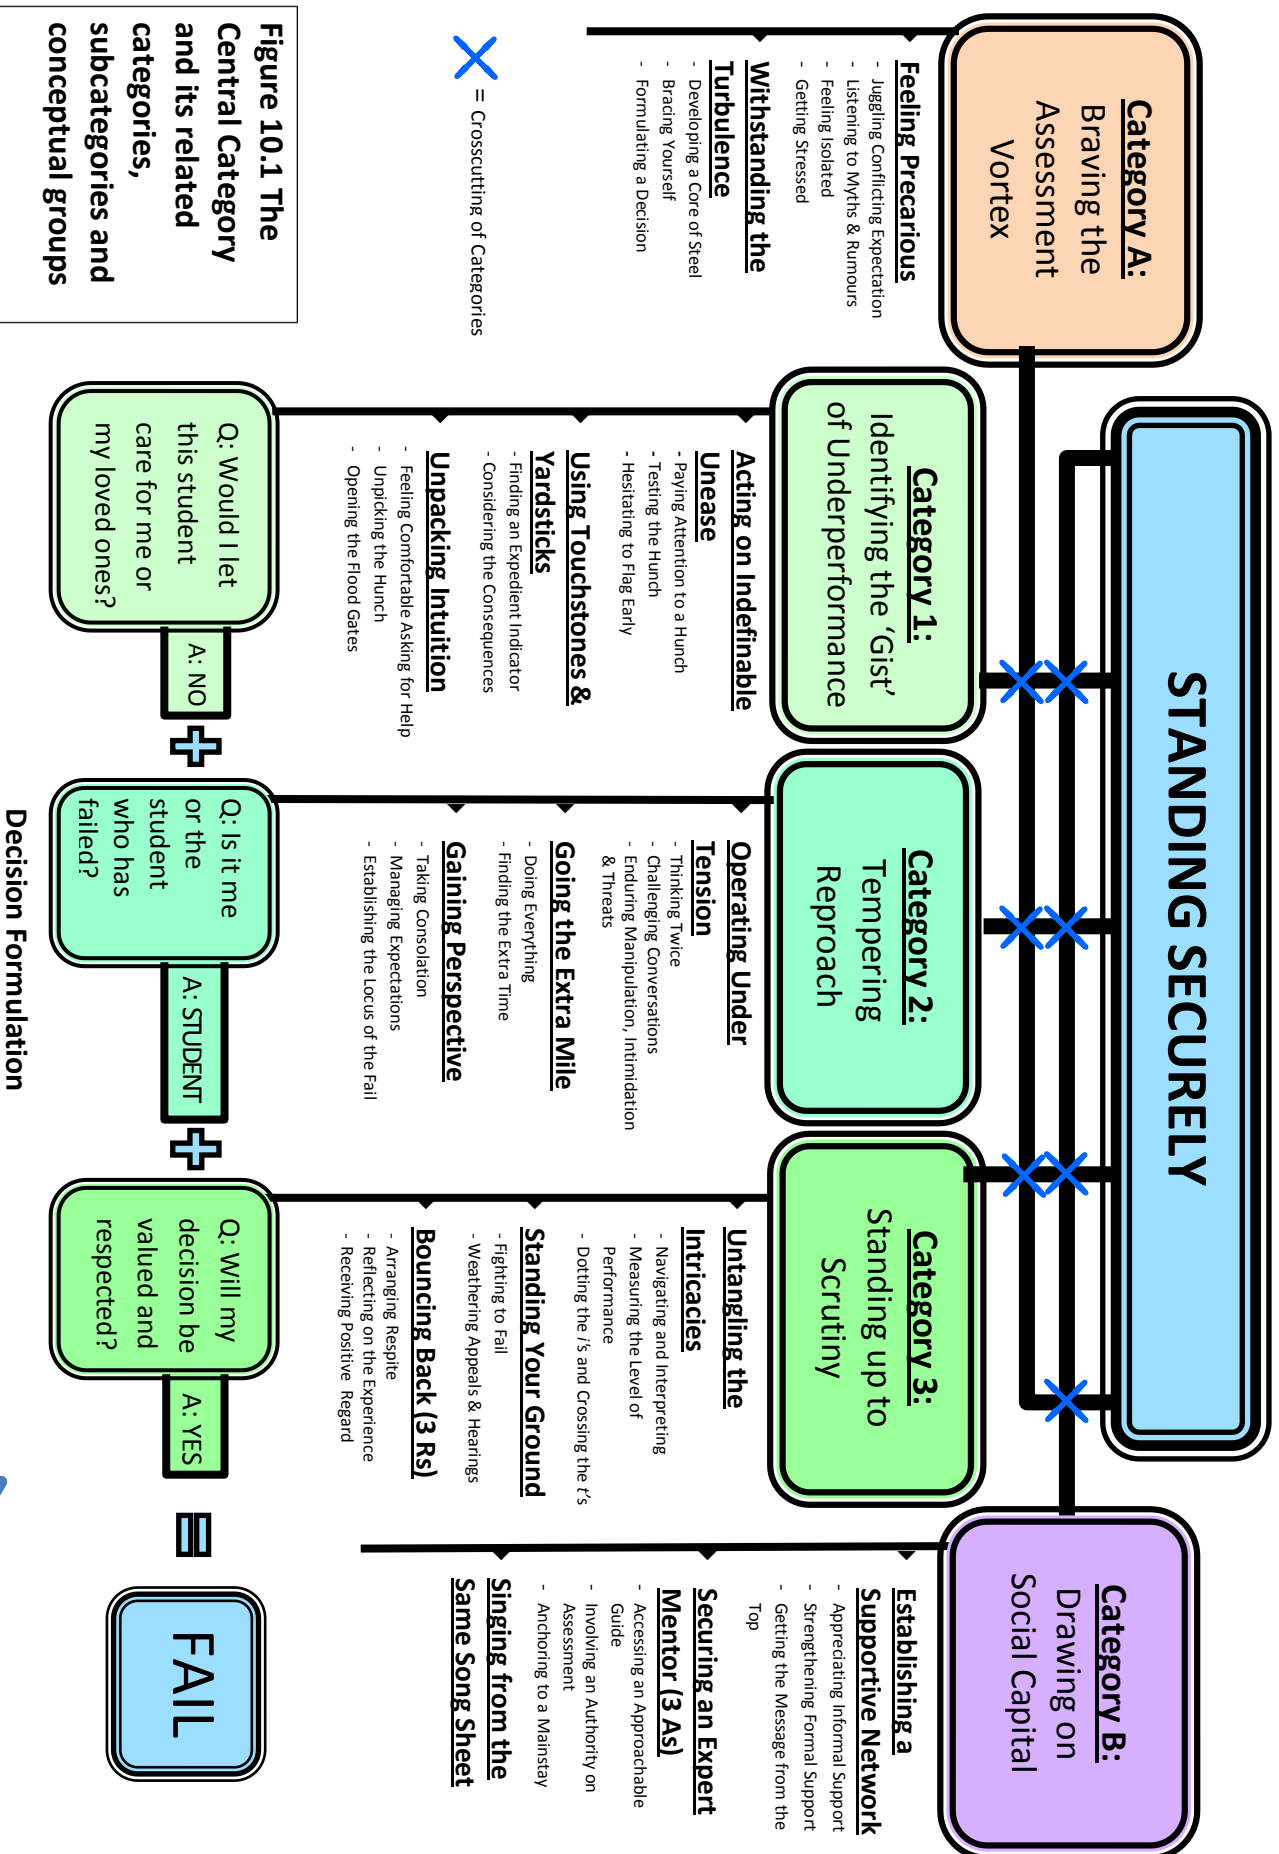 STANDING SECURELY
Category A:
Braving the
Assessment
Vortex
Feeling Precarious
- Juggling Conflicting Expectation
- Listening to Myths & Rumours
- Feeling Isolated
- Getting Stressed
Withstanding the
Turbulence
- Developing a Core of Steel
- Bracing Yourself
- Formulating a Decision
= Crosscutting of Categories
Category 1:
Identifying the ‘Gist’
of Underperformance
Acting on Indefinable
Unease
- Paying Attention to a Hunch
- Testing the Hunch
- Hesitating to Flag Early
Using Touchstones &
Yardsticks
- Finding an Expedient Indicator
- Considering the Consequences
Unpacking Intuition
- Feeling Comfortable Asking for Help
- Unpicking the Hunch
- Opening the Flood Gates
Category 2:
Tempering
Reproach
Operating Under
Tension
- Thinking Twice
- Challenging Conversations
- Enduring Manipulation, Intimidation
& Threats
Going the Extra Mile
- Doing Everything
- Finding the Extra Time
Gaining Perspective
- Taking Consolation
- Managing Expectations
- Establishing the Locus of the Fail
Category 3:
Standing up to
Scrutiny
Untangling the
Intricacies
- Navigating and Interpreting
- Measuring the Level of
Performance
- Dotting the i’s and Crossing the t’s
Standing Your Ground
- Fighting to Fail
- Weathering Appeals & Hearings
Bouncing Back (3 Rs)
- Arranging Respite
- Reflecting on the Experience
- Receiving Positive Regard
Category B:
Drawing on
Social Capital
Establishing a
Supportive Network
- Appreciating Informal Support
- Strengthening Formal Support
- Getting the Message from the
Top
Securing an Expert
Mentor (3 As)
- Accessing an Approachable
Guide
- Involving an Authority on
Assessment
- Anchoring to a Mainstay
Singing from the
Same Song Sheet
Q: Would I let
this student
care for me or
my loved ones?
A: NO
Q: Is it me
or the
student
who has
failed?
A: STUDENT
Q: Will my
decision be
valued and
respected?
A: YES
FAIL
Decision Formulation
Figure 10.1 The
Central Category
and its related
categories,
subcategories and
conceptual groups